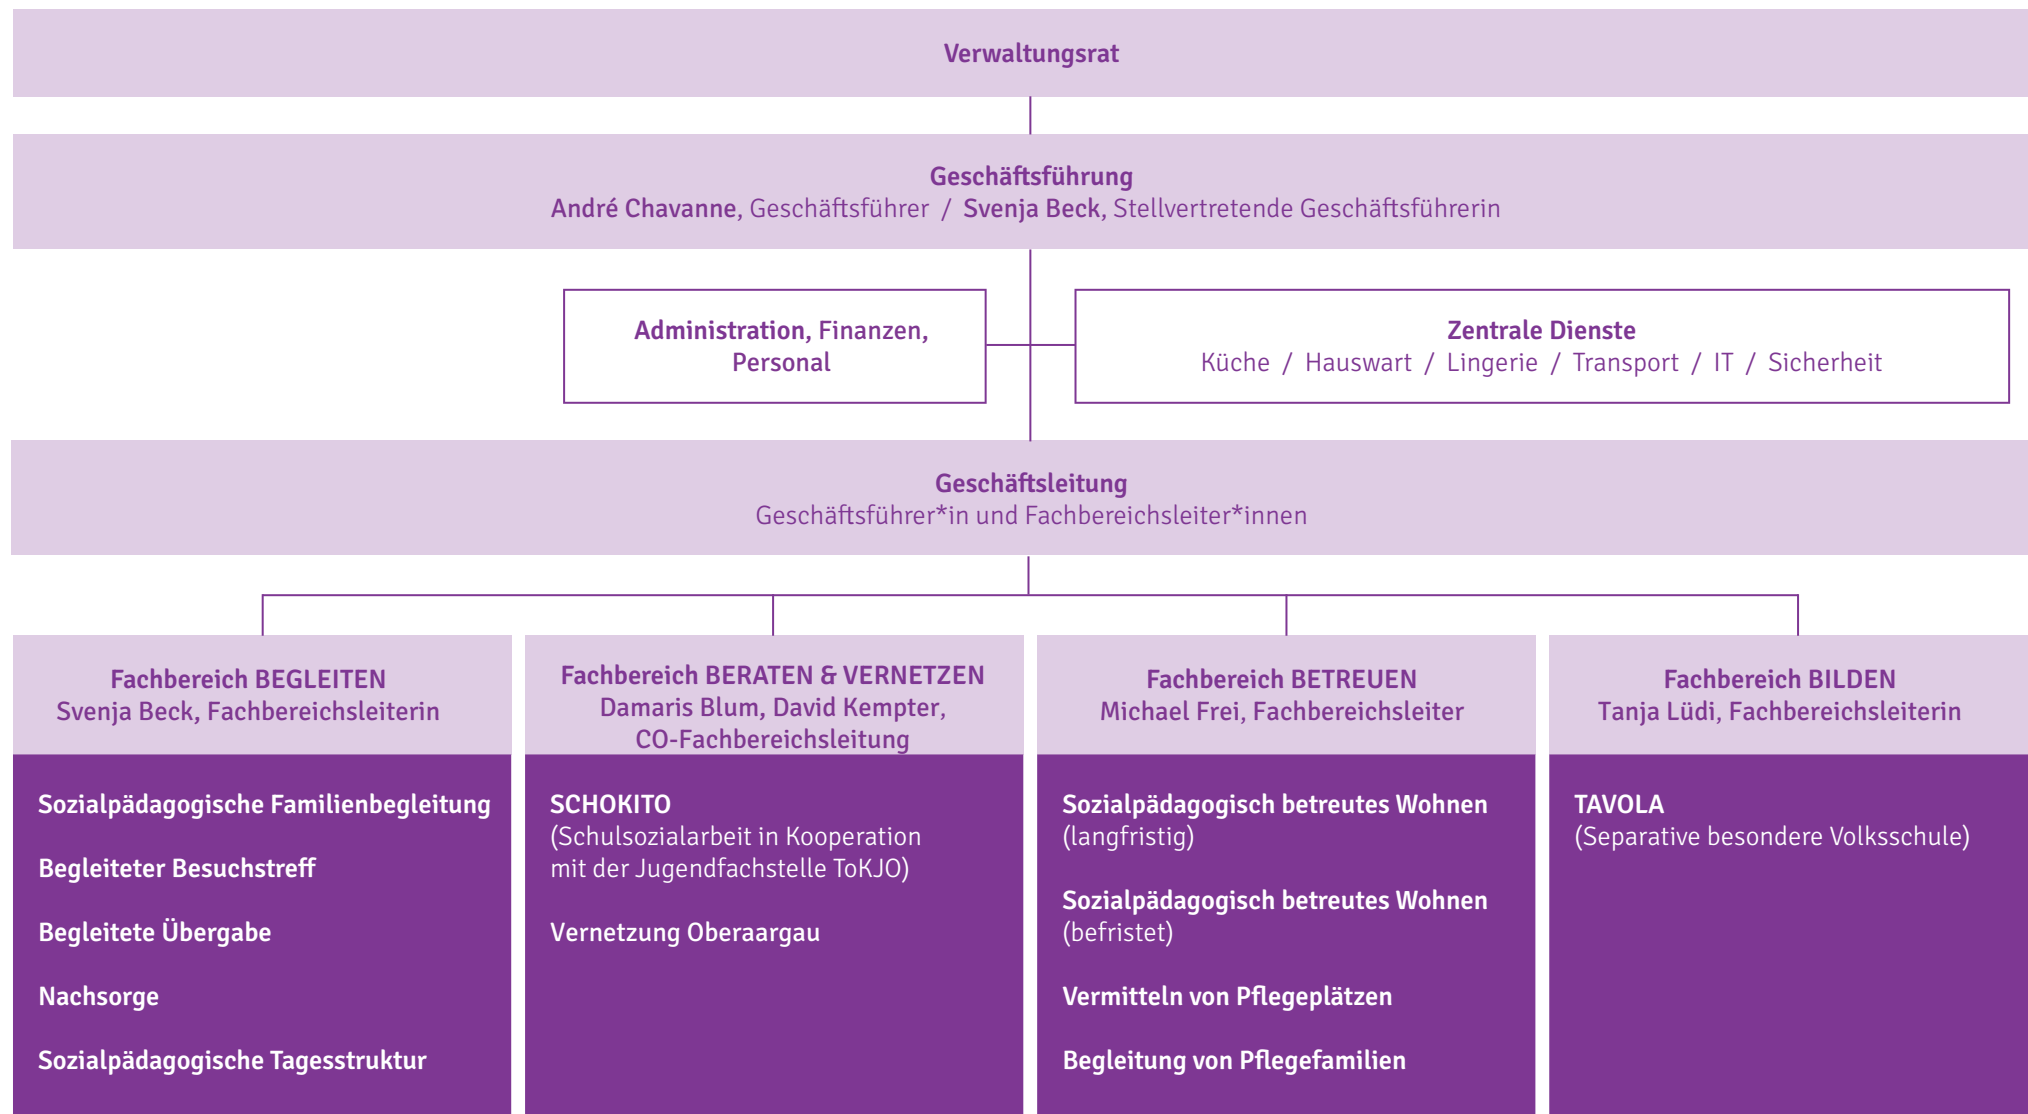 Verwaltungsrat
Geschäftsführung
André Chavanne, Geschäftsführer / Svenja Beck, Stellvertretende Geschäftsführerin
Administration, Finanzen,
Personal
Zentrale Dienste
Küche / Hauswart / Lingerie / Transport / IT / Sicherheit
Geschäftsleitung
Geschäftsführer*in und Fachbereichsleiter*innen
Fachbereich BEGLEITEN
Svenja Beck, Fachbereichsleiterin
Sozialpädagogische Familienbegleitung
Begleiteter Besuchstreff
Begleitete Übergabe
Nachsorge
Sozialpädagogische Tagesstruktur
Fachbereich BERATEN & VERNETZEN
Damaris Blum, David Kempter,
CO-Fachbereichsleitung
SCHOKITO
(Schulsozialarbeit in Kooperation
mit der Jugendfachstelle ToKJO)
Vernetzung Oberaargau
Fachbereich BETREUEN
Michael Frei, Fachbereichsleiter
Sozialpädagogisch betreutes Wohnen
(langfristig)
Sozialpädagogisch betreutes Wohnen
(befristet)
Vermitteln von Pflegeplätzen
Begleitung von Pflegefamilien
Fachbereich BILDEN
Tanja Lüdi, Fachbereichsleiterin
TAVOLA
(Separative besondere Volksschule)